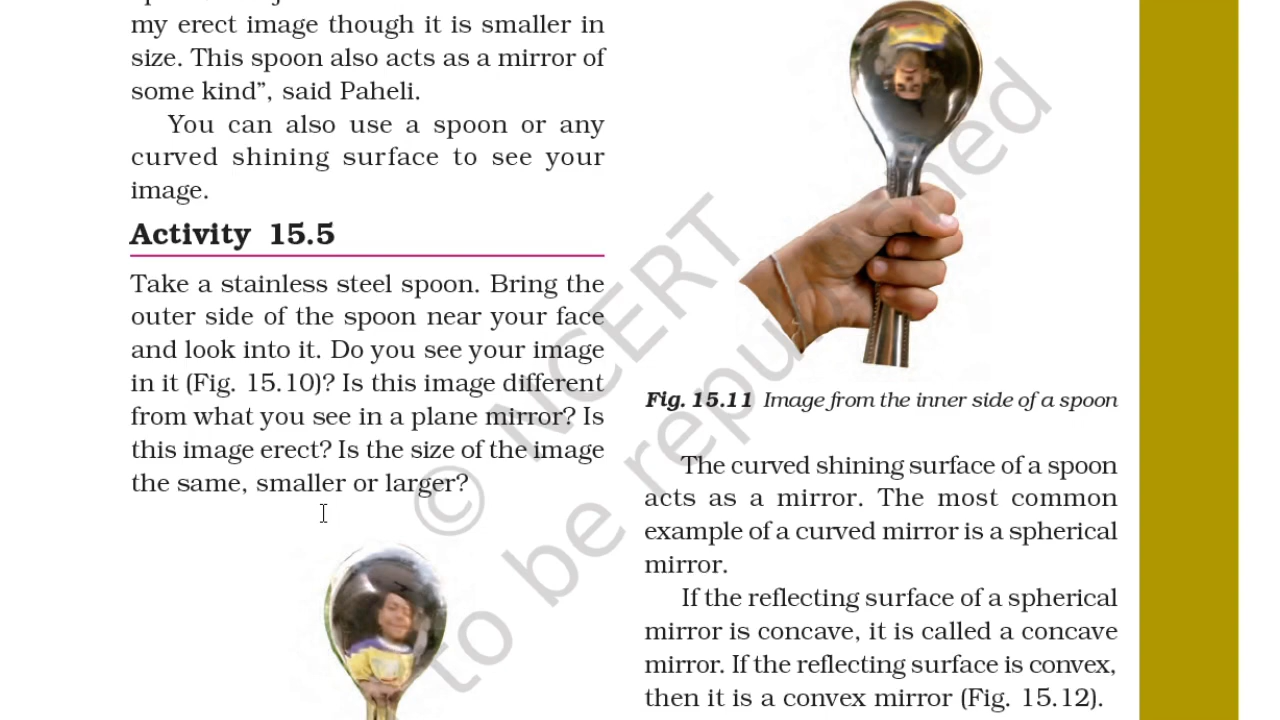 my erect image though it is smaller in
size. This spoon also acts as a mirror of
some kind”, said Paheli.
You can also use a spoon or any
curved shining surface to see your
image.
Activity 15.5
Take a stainless steel spoon. Bring the
outer side of the spoon near your face
and look into it. Do you see your image
in it (Fig. 15.10)? Is this image different
from what you see in a plane mirror? Is
this image erect? Is the size of the image
the same, smaller or larger?
Fig. 15.11 Image from the inner side of a spoon
The curved shining surface of a spoon
acts as a mirror. The most common
example of a curved mirror is a spherical
mirror.
If the reflecting surface of a spherical
mirror is concave, it is called a concave
mirror. If the reflecting surface is convex,
then it is a convex mirror (Fig. 15.12).
© NCERT
to be republished